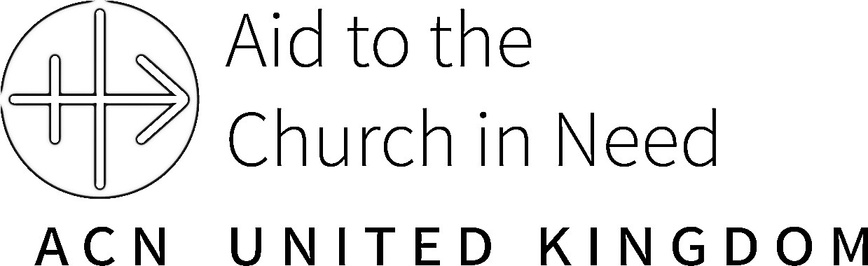 Aid to the
Church in Need
ACN UNITED KINGDOM